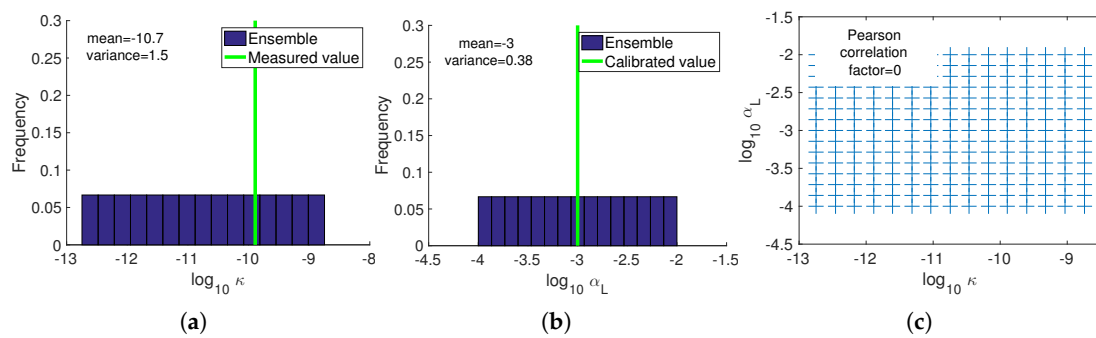 0.3
0.25
0.2
0.15
0.1
0.05
0
Frequency
mean=-10.7
variance=1.5
Ensemble
Measured value
-13
-12
-11
-10
-9
-8
log₁₀ κ
(a)
0.3
0.25
0.2
0.15
0.1
0.05
0
Frequency
mean=-3
variance=0.38
Ensemble
Calibrated value
-4.5
-4
-3.5
-3
-2.5
-2
-1.5
log₁₀ α_L
(b)
-1.5
-2
-2.5
-3
-3.5
-4
-4.5
log₁₀ α_L
Pearson
correlation
factor=0
-13
-12
-11
-10
-9
log₁₀ κ
(c)